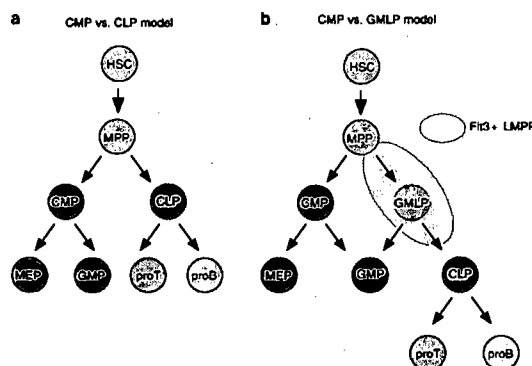 a
CMP vs. CLP model
HSC
MPP
CMP
CLP
MEP
GMP
proT
proB
b
CMP vs. GMLP model
HSC
MPP
Flt3+ LMPP
CMP
GMLP
MEP
GMP
CLP
proT
proB